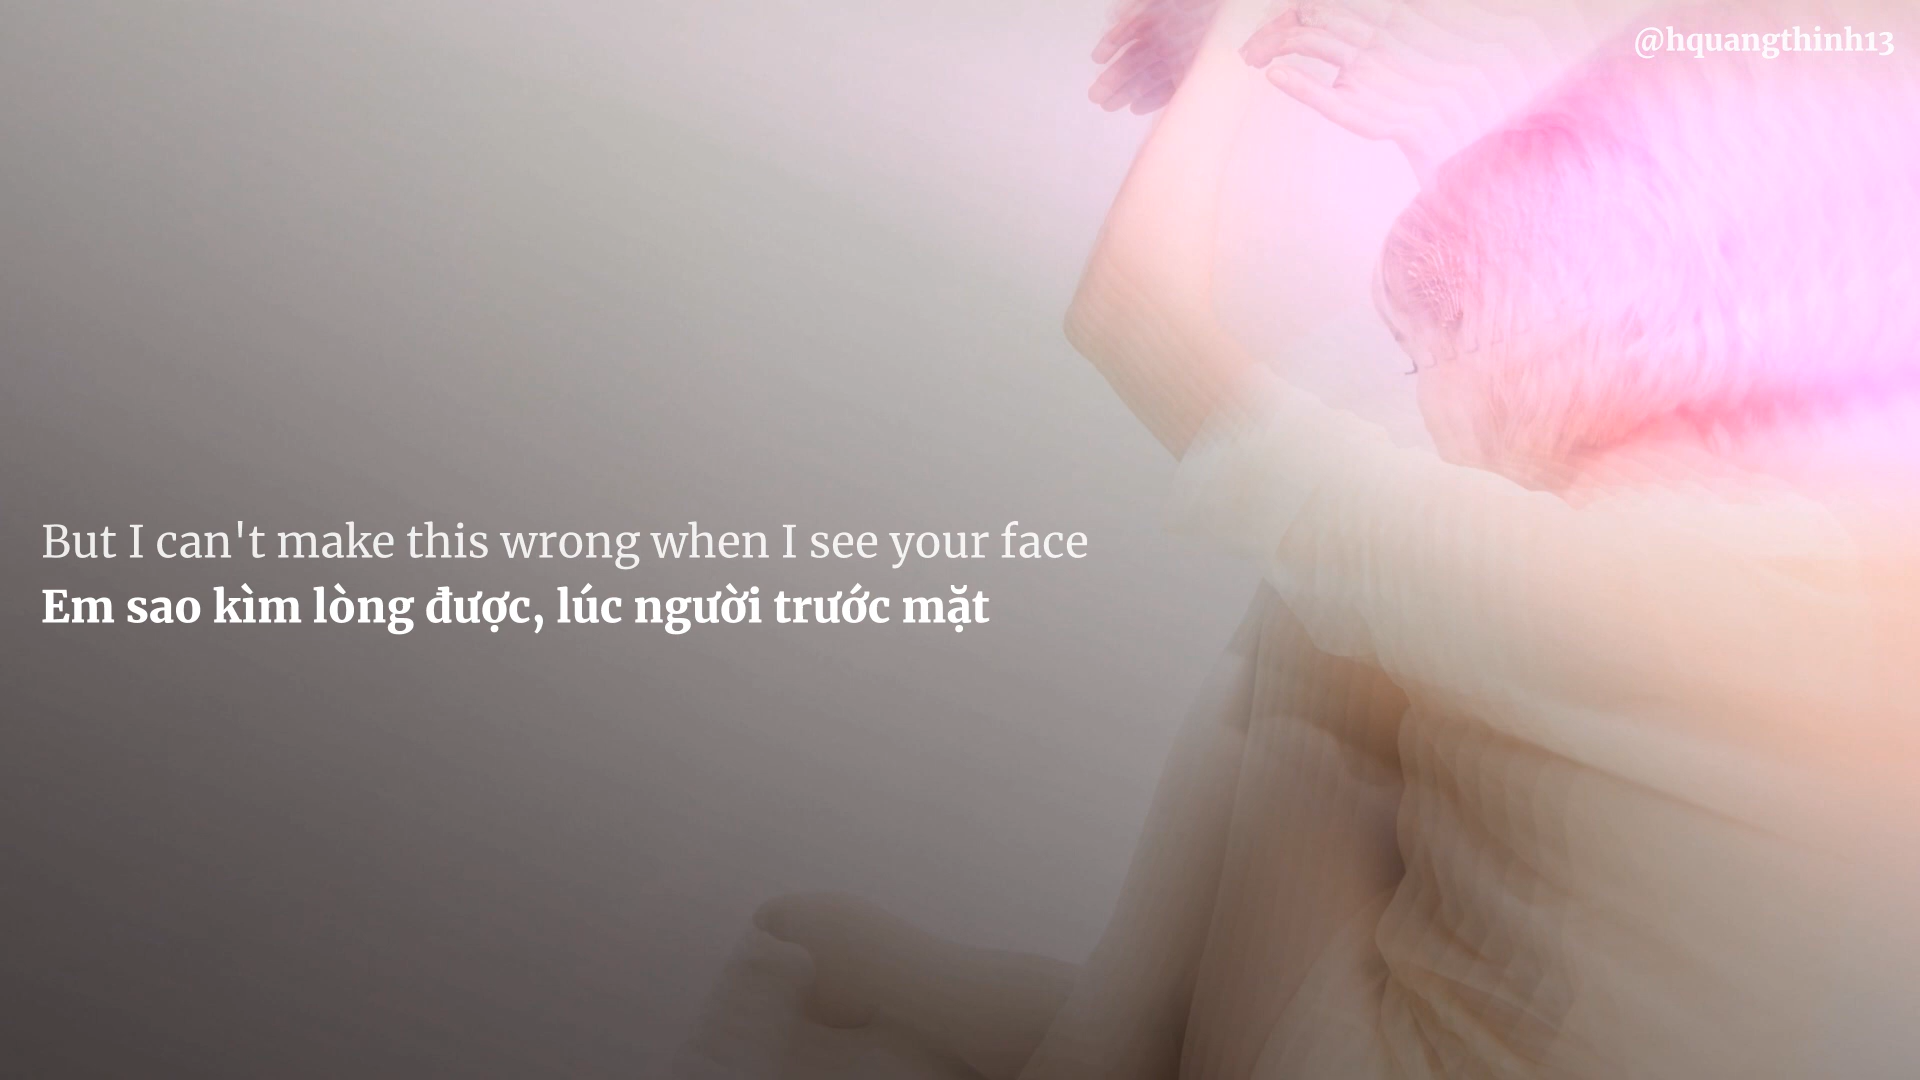 @hquangthinh13
But I can't make this wrong when I see your face
Em sao kìm lòng được, lúc người trước mặt